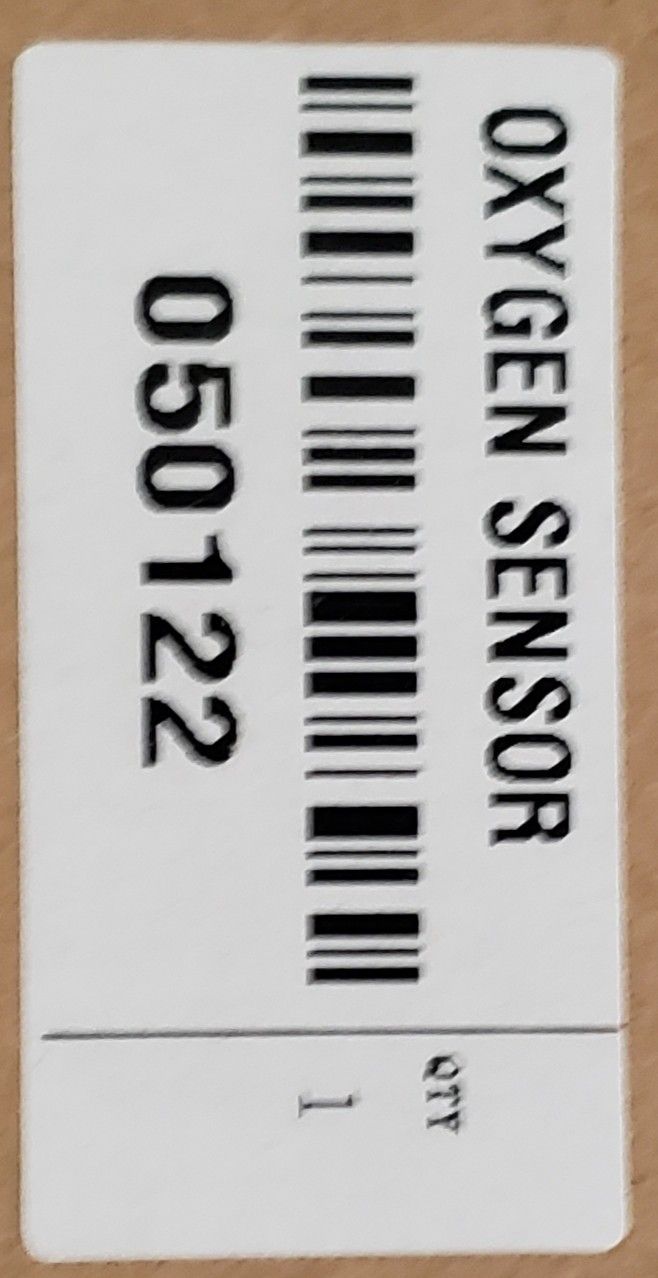 OXYGEN SENSOR
050122
QTY
1